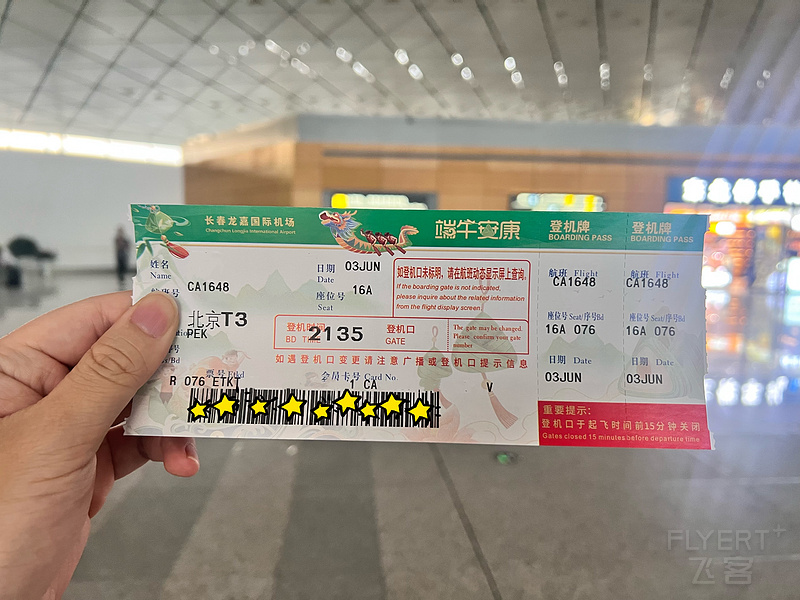 长春龙嘉国际机场
Changchun Longjia International Airport
端午安康
登机牌
BOARDING PASS
登机牌
BOARDING PASS
姓名
Name
日期 03JUN
Date
航班号
CA1648
座位号 16A
Seat
如登机口未标明，请在航班动态显示屏上查询。
If the boarding gate is not indicated,
please inquire about the related information
from the flight display screen.
北京T3
PEK
登机时间
BD TIME
2135
登机口
GATE
The gate may be changed.
Please confirm your gate
number
如遇登机口变更请注意广播或登机口提示信息
票号 Etkt
会员卡号 Card No.
R 076 ETKT
1 CA
V
航班 Flight
CA1648
座位号 Seat/序号Bd
16A 076
日期 Date
03JUN
航班 Flight
CA1648
座位号 Seat/序号Bd
16A 076
日期 Date
03JUN
重要提示：
登机口于起飞时间前15分钟关闭
Gates closed 15 minutes before departure time
FLYERT+
飞客